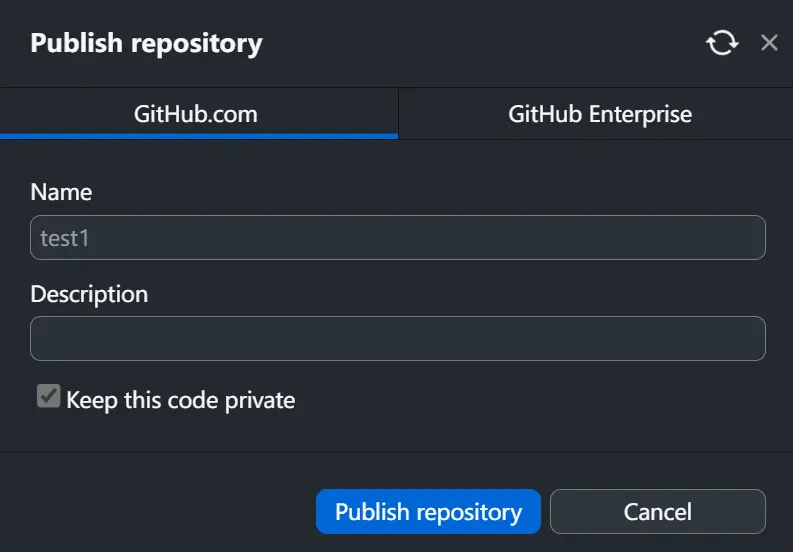 Publish repository
GitHub.com
GitHub Enterprise
Name
test1
Description
Keep this code private
Publish repository
Cancel